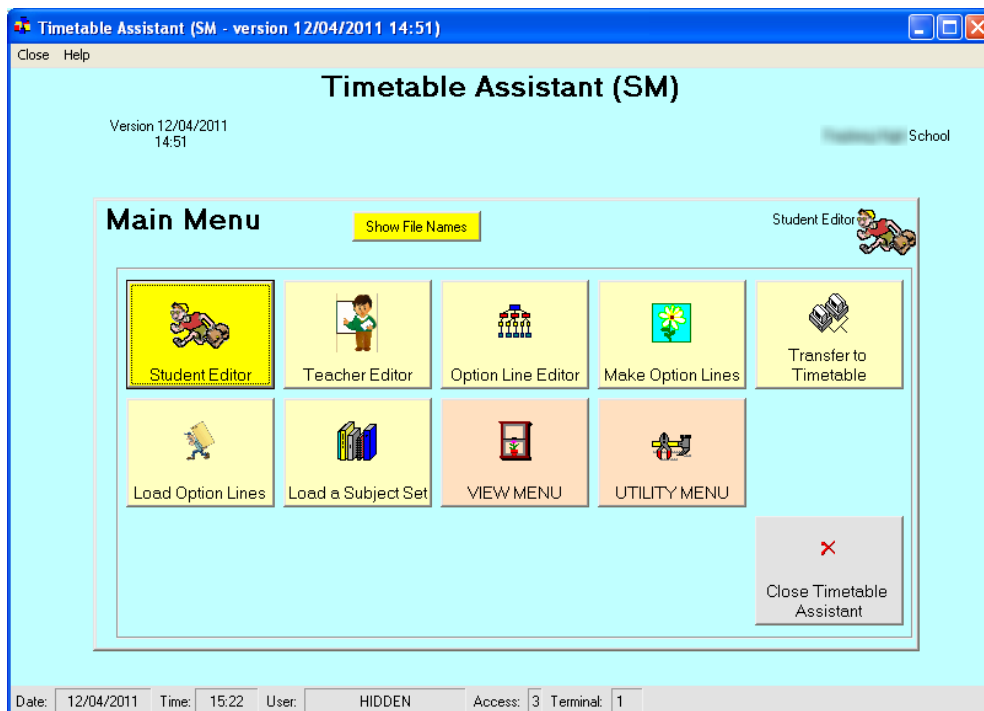 Timetable Assistant (SM - version 12/04/2011 14:51)
Close Help
Timetable Assistant (SM)
Version 12/04/2011
14:51
School
Main Menu
Show File Names
Student Editor
Student Editor
Teacher Editor
Option Line Editor
Make Option Lines
Transfer to
Timetable
Load Option Lines
Load a Subject Set
VIEW MENU
UTILITY MENU
Close Timetable
Assistant
Date: 12/04/2011 Time: 15:22 User: HIDDEN Access: 3 Terminal: 1